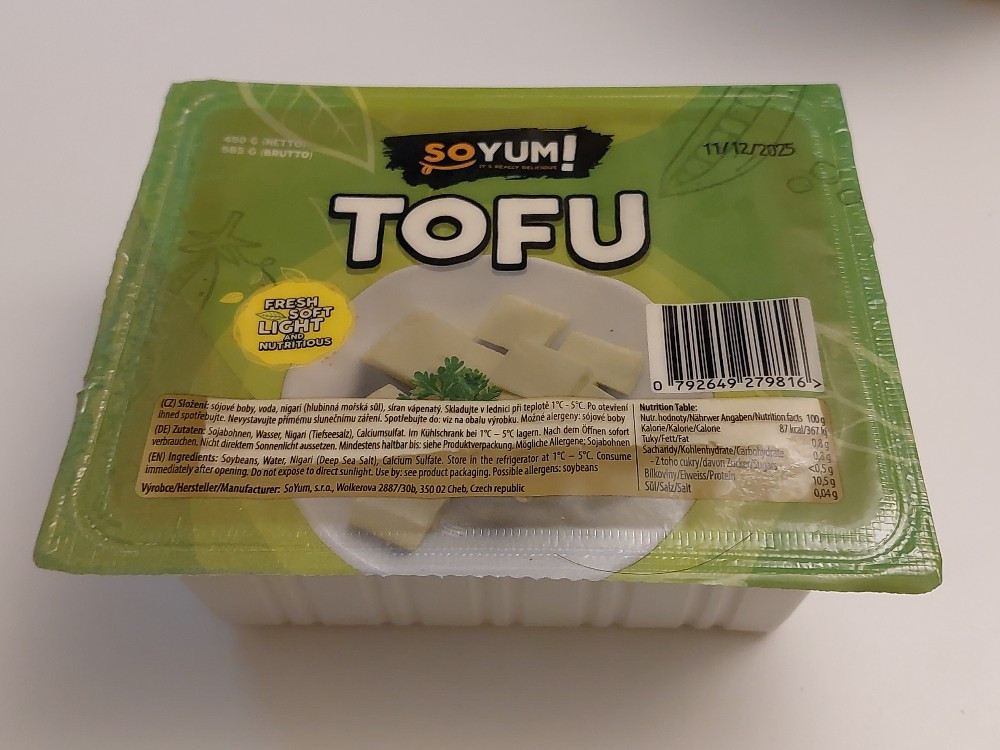 450 G (NETTO)
585 G (BRUTTO)
SOYUM!
IT'S REALLY DELICIOUS
11/12/2025
TOFU
FRESH
SOFT
LIGHT
AND
NUTRITIOUS
0 792649 279816 >
(CZ) Složení: sójové boby, voda, nigari (hlubinná mořská sůl), síran vápenatý. Skladujte v lednici při teplotě 1°C - 5°C. Po otevření
ihned spotřebujte. Nevystavujte přímému slunečnímu záření. Spotřebujte do: viz na obalu výrobku. Možné alergeny: sójové boby
(DE) Zutaten: Sojabohnen, Wasser, Nigari (Tiefseesalz), Calciumsulfat. Im Kühlschrank bei 1°C – 5°C lagern. Nach dem Öffnen sofort
verbrauchen. Nicht direktem Sonnenlicht aussetzen. Mindestens haltbar bis: siehe Produktverpackung. Mögliche Allergene: Sojabohnen
(EN) Ingredients: Soybeans, Water, Nigari (Deep Sea Salt), Calcium Sulfate. Store in the refrigerator at 1°C – 5°C. Consume
immediately after opening. Do not expose to direct sunlight. Use by: see product packaging. Possible allergens: soybeans
Výrobce/Hersteller/Manufacturer: SoYum, s.r.o., Wolkerova 2887/30b, 350 02 Cheb, Czech republic
Nutrition Table:
Nutr. hodnoty/Nährwer Angaben/Nutrition facts 100g
Kalorie/Kalorie/Calorie 87 kcal/367 kJ
Tuky/Fett/Fat 0,8 g
Sacharidy/Kohlenhydrate/Carbohydrate 0,8 g
- Z toho cukry/davon Zucker/Sugars <0,5 g
Bílkoviny/Eiweiss/Protein 10,5 g
Sůl/Salz/Salt 0,04 g